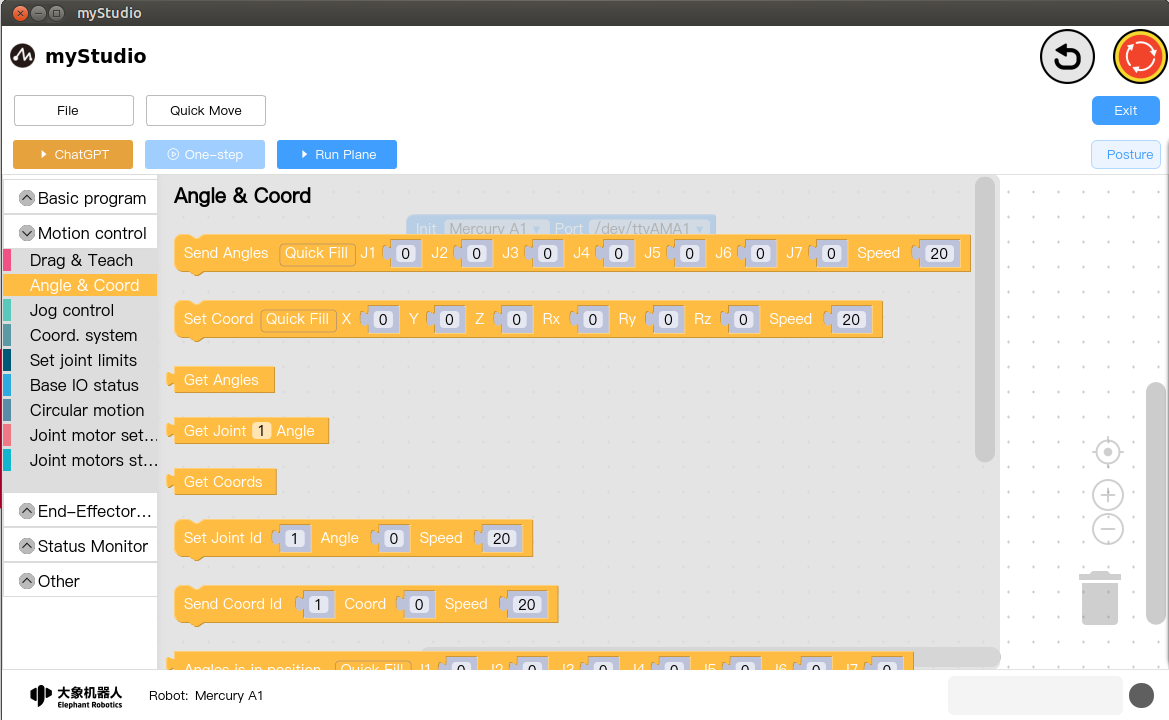 myStudio
myStudio
File
Quick Move
Exit
ChatGPT
One-step
Run Plane
Posture
Basic program
Motion control
Drag & Teach
Angle & Coord
Jog control
Coord. system
Set joint limits
Base IO status
Circular motion
Joint motor set...
Joint motors st...
End-Effector...
Status Monitor
Other
Angle & Coord
Init Mercury A1 ▾ Port /dev/ttyAMA1 ▾
Send Angles Quick Fill J1 0 J2 0 J3 0 J4 0 J5 0 J6 0 J7 0 Speed 20
Set Coord Quick Fill X 0 Y 0 Z 0 Rx 0 Ry 0 Rz 0 Speed 20
Get Angles
Get Joint 1 Angle
Get Coords
Set Joint Id 1 Angle 0 Speed 20
Send Coord Id 1 Coord 0 Speed 20
Angles is in position Quick Fill J1 0 J2 0 J3 0 J4 0 J5 0 J6 0 J7 0
大象机器人
Elephant Robotics
Robot: Mercury A1